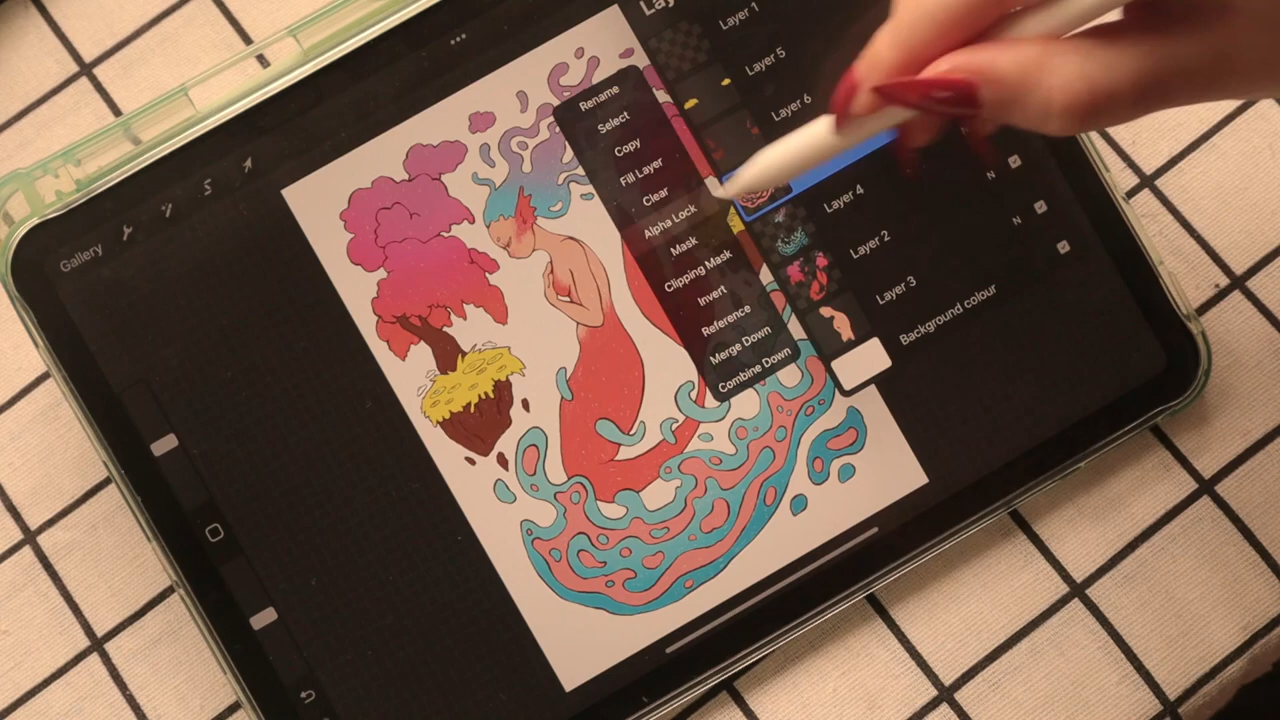 Gallery
S
Rename
Select
Copy
Fill Layer
Clear
Alpha Lock
Mask
Clipping Mask
Invert
Reference
Merge Down
Combine Down
Layer 1
Layer 5
Layer 6
Layer 4
N
Layer 2
N
Layer 3
Background colour